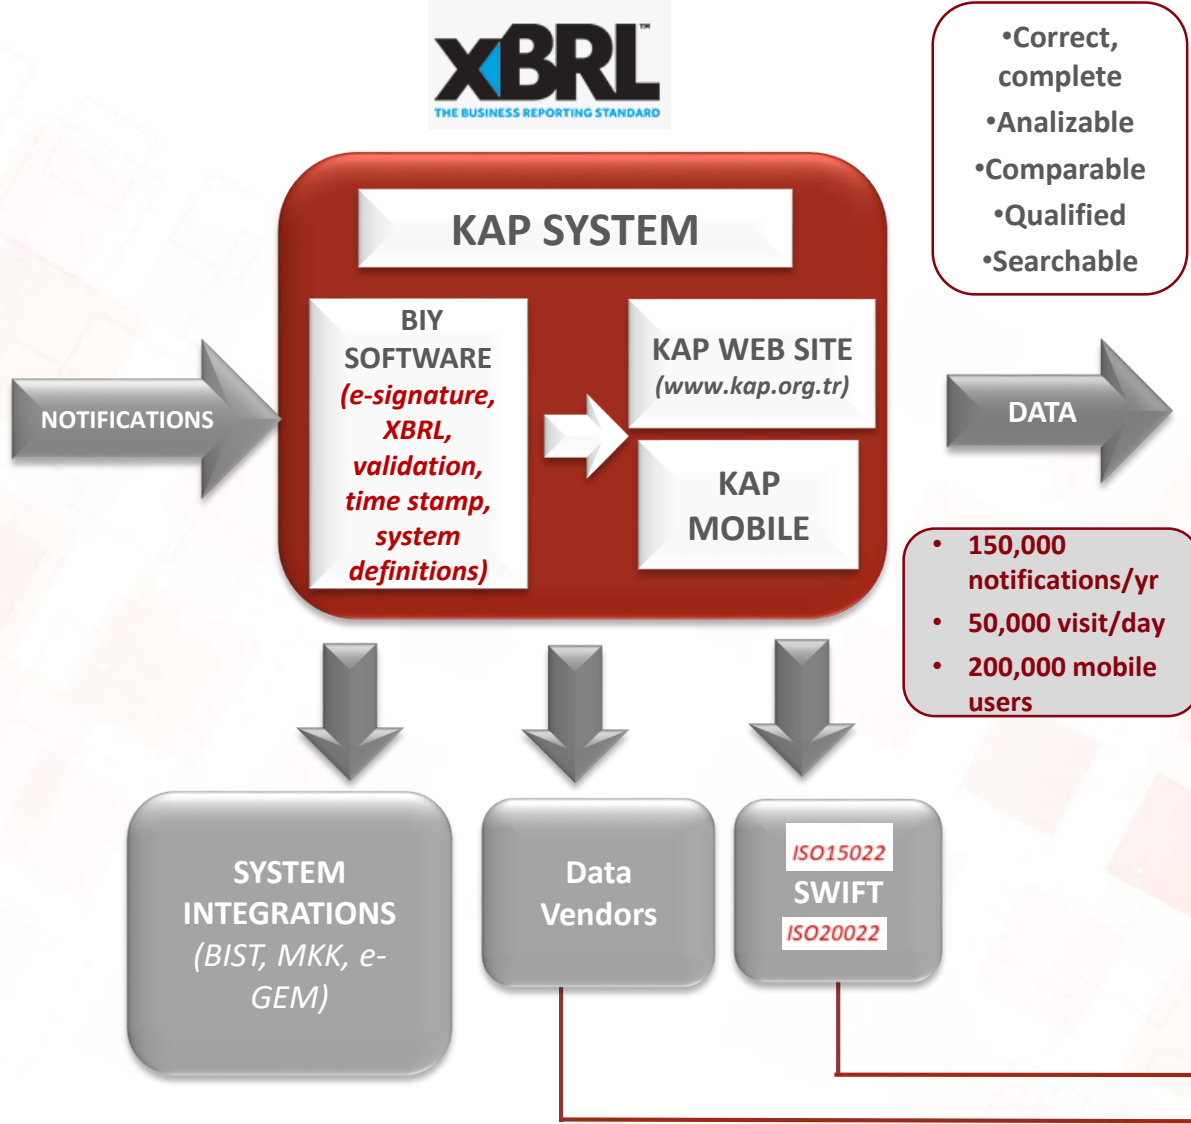 XBRL™
THE BUSINESS REPORTING STANDARD
•Correct,
complete
•Analizable
•Comparable
•Qualified
•Searchable
KAP SYSTEM
BIY
SOFTWARE
(e-signature,
XBRL,
validation,
time stamp,
system
definitions)
KAP WEB SITE
(www.kap.org.tr)
KAP
MOBILE
NOTIFICATIONS
DATA
• 150,000
notifications/yr
• 50,000 visit/day
• 200,000 mobile
users
SYSTEM
INTEGRATIONS
(BIST, MKK, e-
GEM)
Data
Vendors
ISO15022
SWIFT
ISO20022